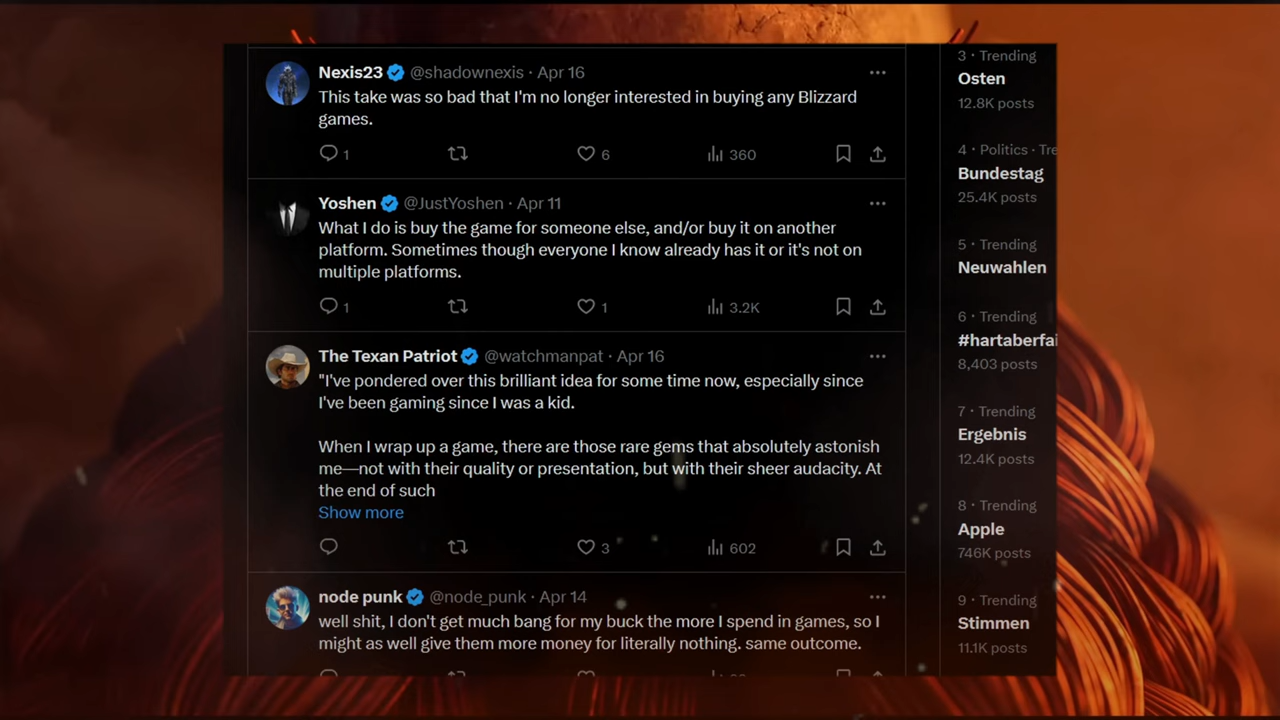 Nexis23 @shadownexis · Apr 16
This take was so bad that I'm no longer interested in buying any Blizzard
games.
1 6 360
Yoshen @JustYoshen · Apr 11
What I do is buy the game for someone else, and/or buy it on another
platform. Sometimes though everyone I know already has it or it's not on
multiple platforms.
1 1 3.2K
The Texan Patriot @watchmanpat · Apr 16
"I've pondered over this brilliant idea for some time now, especially since
I've been gaming since I was a kid.
When I wrap up a game, there are those rare gems that absolutely astonish
me—not with their quality or presentation, but with their sheer audacity. At
the end of such
Show more
3 602
node punk @node_punk · Apr 14
well shit, I don't get much bang for my buck the more I spend in games, so I
might as well give them more money for literally nothing. same outcome.
3 · Trending
Osten
12.8K posts
4 · Politics · Tre
Bundestag
25.4K posts
5 · Trending
Neuwahlen
6 · Trending
#hartaberfai
8,403 posts
7 · Trending
Ergebnis
12.4K posts
8 · Trending
Apple
746K posts
9 · Trending
Stimmen
11.1K posts